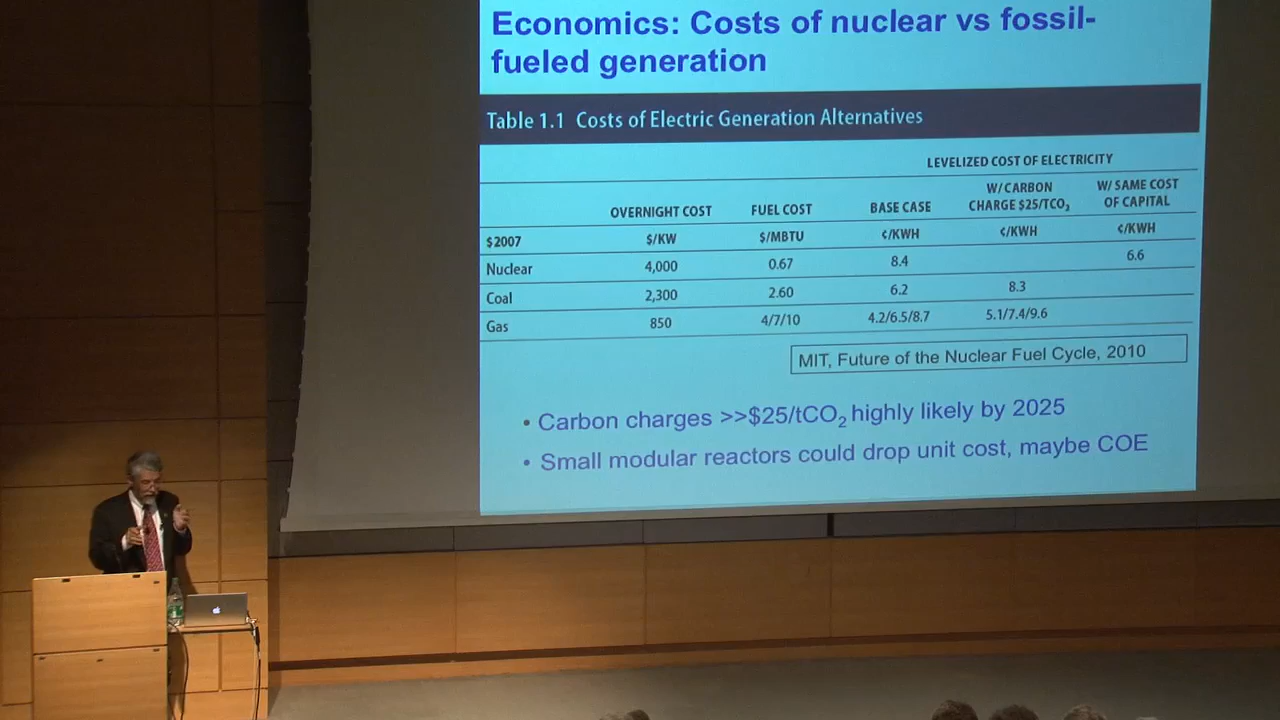 Economics: Costs of nuclear vs fossil-
fueled generation
Table 1.1 Costs of Electric Generation Alternatives
LEVELIZED COST OF ELECTRICITY
OVERNIGHT COST FUEL COST BASE CASE W/ CARBON CHARGE $25/TCO₂ W/ SAME COST OF CAPITAL
$2007 $/KW $/MBTU ¢/KWH ¢/KWH ¢/KWH
Nuclear 4,000 0.67 8.4 6.6
Coal 2,300 2.60 6.2 8.3
Gas 850 4/7/10 4.2/6.5/8.7 5.1/7.4/9.6
MIT, Future of the Nuclear Fuel Cycle, 2010
• Carbon charges >>$25/tCO₂ highly likely by 2025
• Small modular reactors could drop unit cost, maybe COE